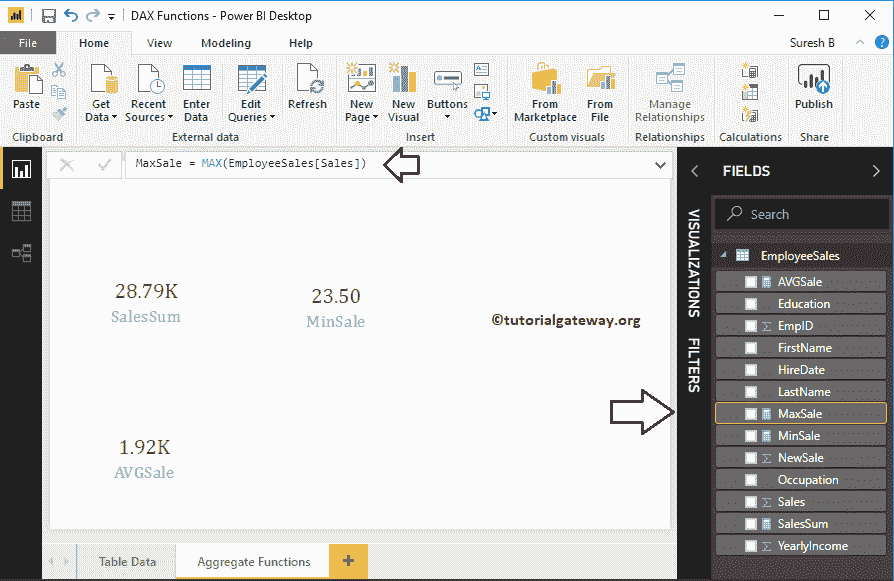 DAX Functions - Power BI Desktop
File Home View Modeling Help Suresh B
Paste
Get Data
Recent Sources
Enter Data
Edit Queries
Refresh
New Page
New Visual
Buttons
From Marketplace
From File
Manage Relationships
Publish
Clipboard External data Insert Custom visuals Relationships Calculations Share
MaxSale = MAX(EmployeeSales[Sales])
28.79K
SalesSum
23.50
MinSale
©tutorialgateway.org
1.92K
AVGSale
VISUALIZATIONS
FILTERS
FIELDS
Search
EmployeeSales
AVGSale
Education
EmpID
FirstName
HireDate
LastName
MaxSale
MinSale
NewSale
Occupation
Sales
SalesSum
YearlyIncome
Table Data Aggregate Functions +